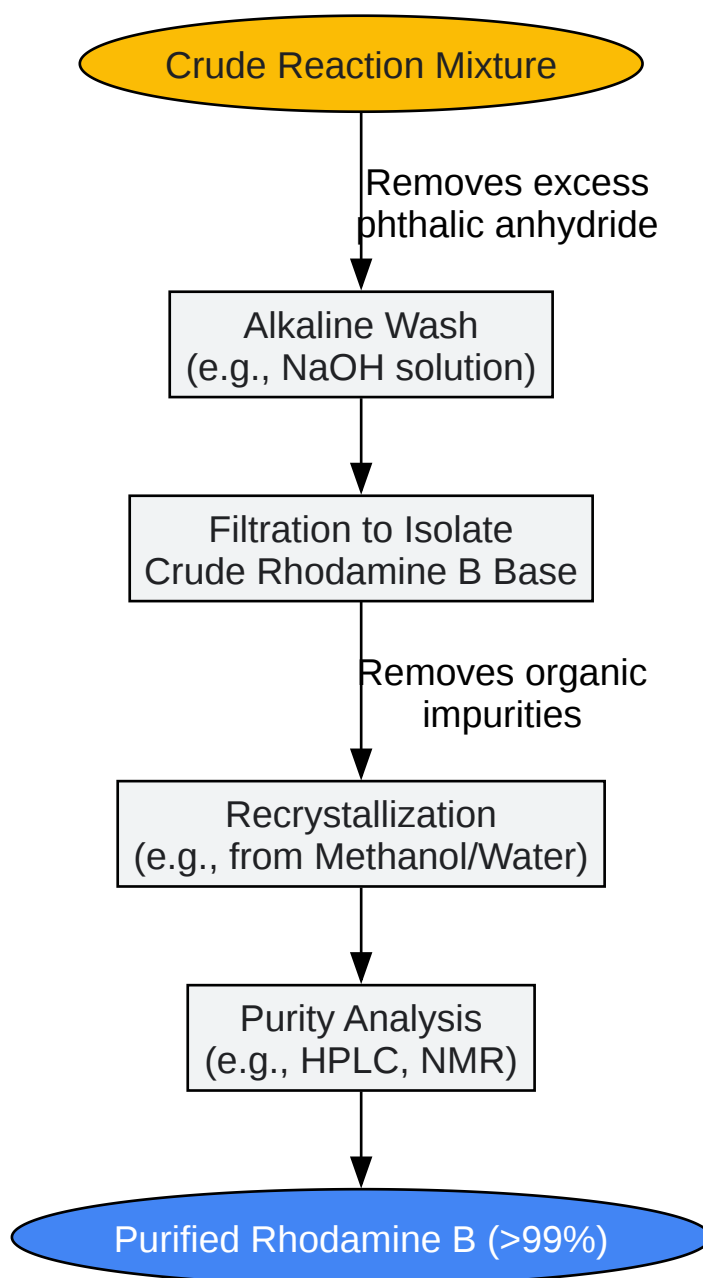 Crude Reaction Mixture
Removes excess
phthalic anhydride
Alkaline Wash
(e.g., NaOH solution)
Filtration to Isolate
Crude Rhodamine B Base
Removes organic
impurities
Recrystallization
(e.g., from Methanol/Water)
Purity Analysis
(e.g., HPLC, NMR)
Purified Rhodamine B (>99%)